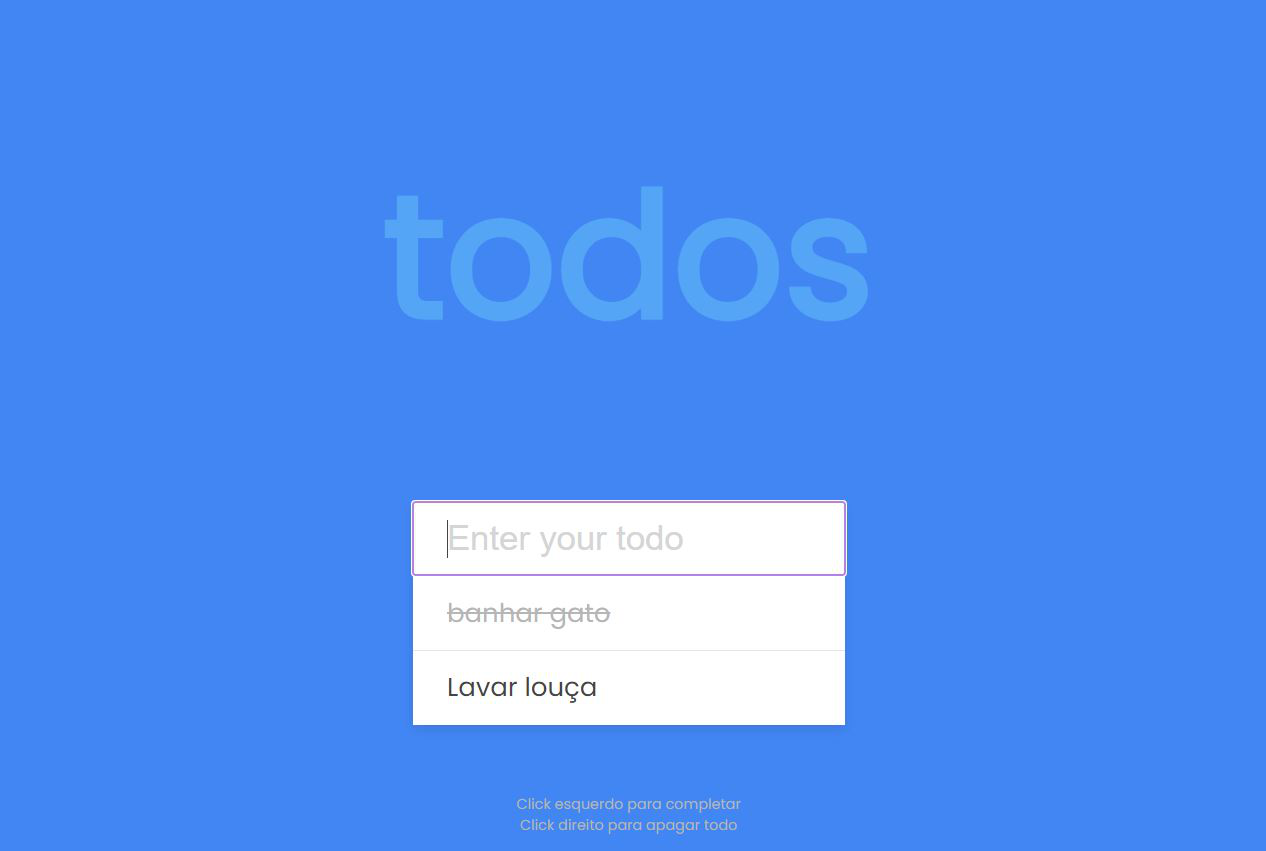 todos
Enter your todo
banhar gato
Lavar louça
Click esquerdo para completar
Click direito para apagar todo